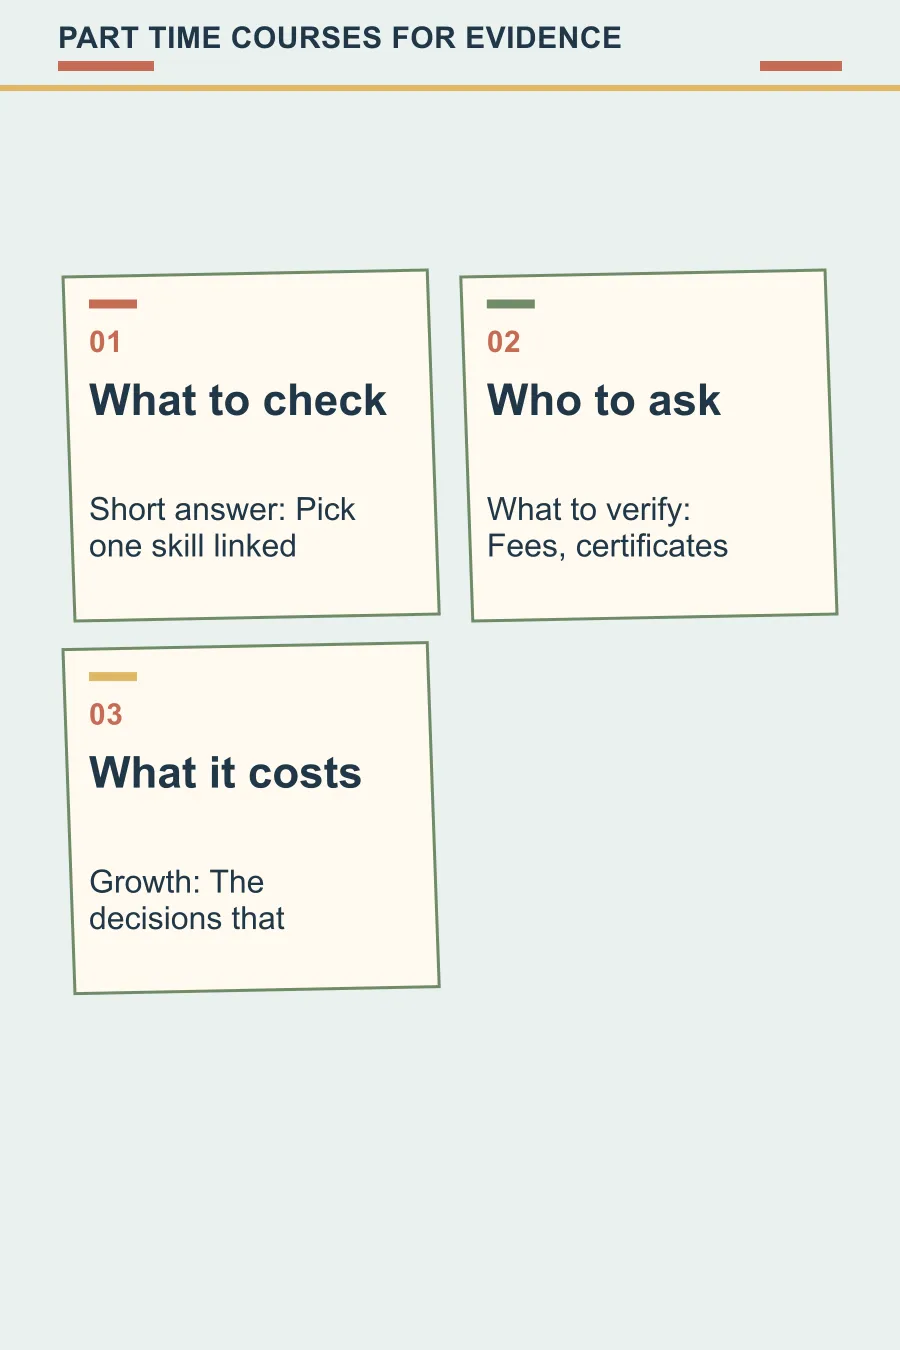 PART TIME COURSES FOR EVIDENCE
01
What to check
Short answer: Pick
one skill linked
02
Who to ask
What to verify:
Fees, certificates
03
What it costs
Growth: The
decisions that